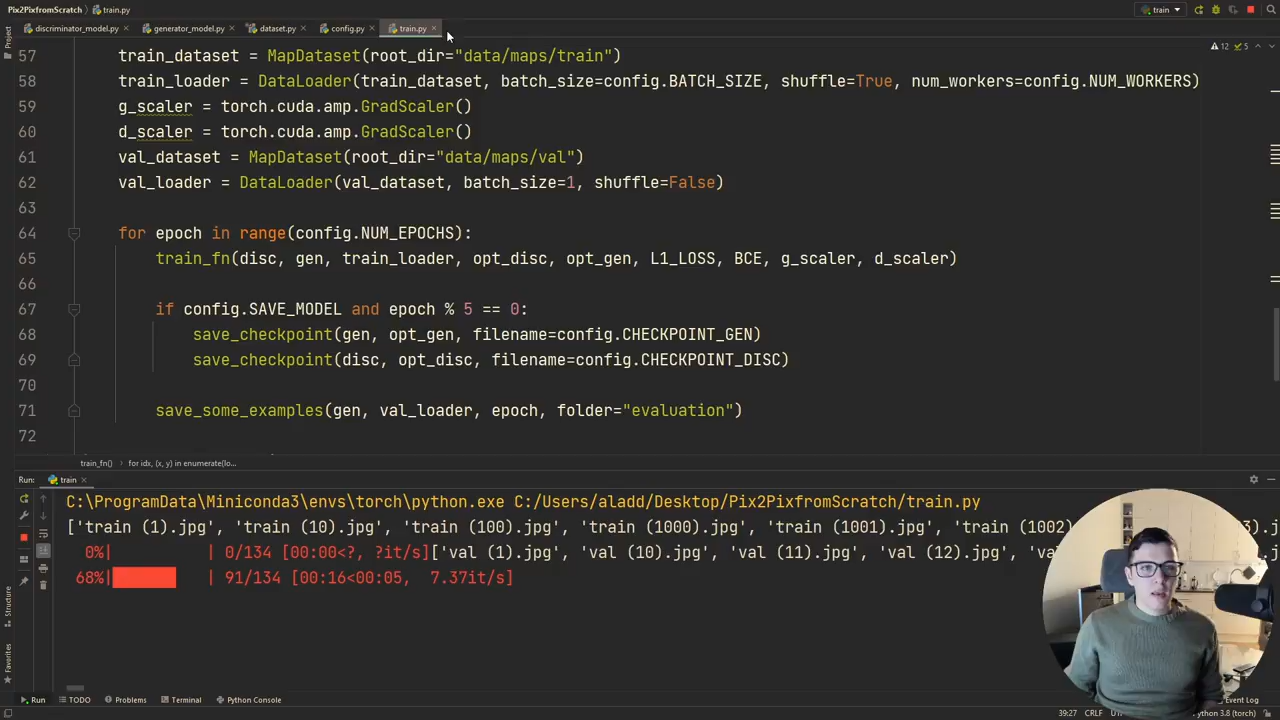 Pix2PixfromScratch
train.py
train
discriminator_model.py
generator_model.py
dataset.py
config.py
train.py
Project
12
5
57 train_dataset = MapDataset(root_dir="data/maps/train")
58 train_loader = DataLoader(train_dataset, batch_size=config.BATCH_SIZE, shuffle=True, num_workers=config.NUM_WORKERS)
59 g_scaler = torch.cuda.amp.GradScaler()
60 d_scaler = torch.cuda.amp.GradScaler()
61 val_dataset = MapDataset(root_dir="data/maps/val")
62 val_loader = DataLoader(val_dataset, batch_size=1, shuffle=False)
63
64 for epoch in range(config.NUM_EPOCHS):
65 train_fn(disc, gen, train_loader, opt_disc, opt_gen, L1_LOSS, BCE, g_scaler, d_scaler)
66
67 if config.SAVE_MODEL and epoch % 5 == 0:
68 save_checkpoint(gen, opt_gen, filename=config.CHECKPOINT_GEN)
69 save_checkpoint(disc, opt_disc, filename=config.CHECKPOINT_DISC)
70
71 save_some_examples(gen, val_loader, epoch, folder="evaluation")
72
train_fn()
for idx, (x, y) in enumerate(lo...
Run: train
C:\ProgramData\Miniconda3\envs\torch\python.exe C:/Users/aladd/Desktop/Pix2PixfromScratch/train.py
['train (1).jpg', 'train (10).jpg', 'train (100).jpg', 'train (1000).jpg', 'train (1001).jpg', 'train (1002)
0%| | 0/134 [00:00<?, ?it/s]['val (1).jpg', 'val (10).jpg', 'val (11).jpg', 'val (12).jpg',
68%| | 91/134 [00:16<00:05, 7.37it/s]
Structure
Favorites
Run
TODO
Problems
Terminal
Python Console
Event Log
39:27
CRLF
Python 3.8 (torch)